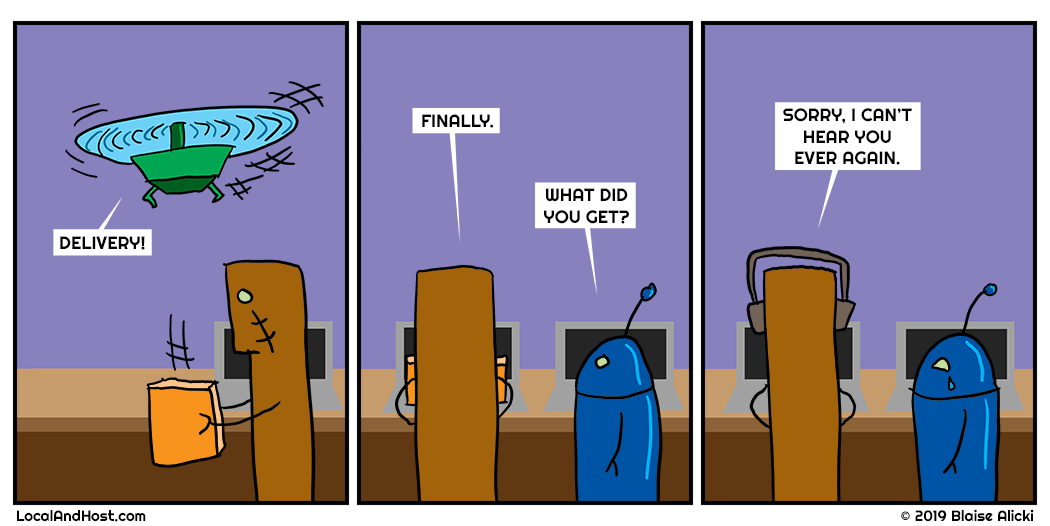 DELIVERY!
FINALLY.
WHAT DID
YOU GET?
SORRY, I CAN'T
HEAR YOU
EVER AGAIN.
LocalAndHost.com
© 2019 Blaise Alicki